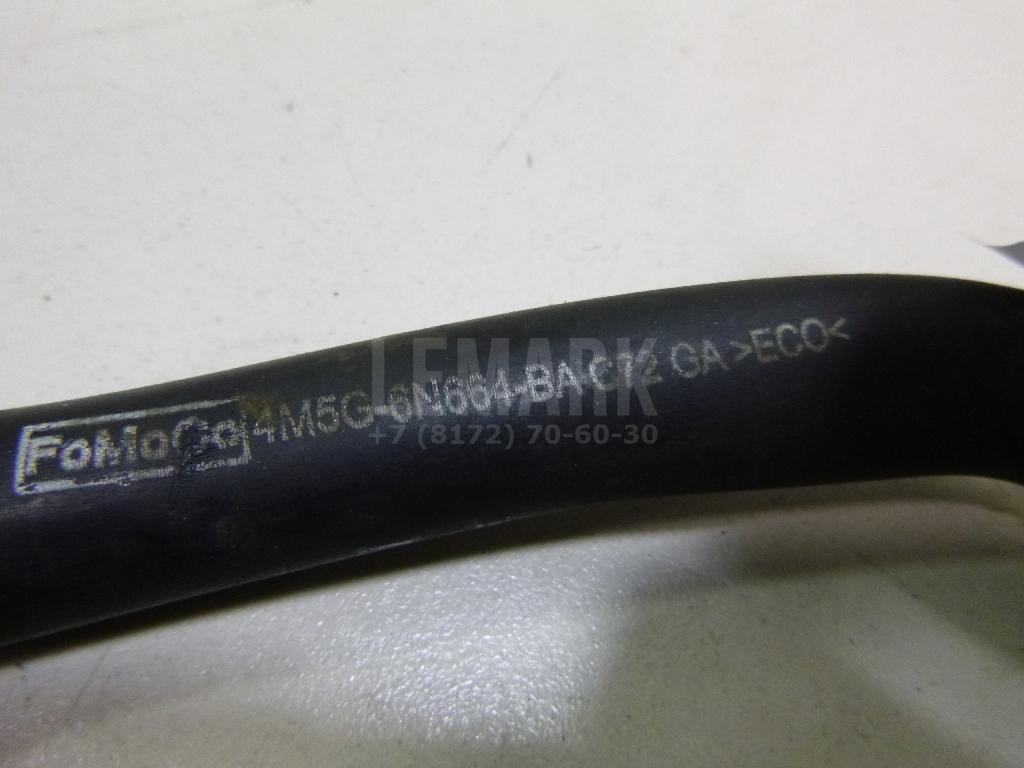 LEMARK
FoMoCo 4M5G-6N664-BA C12 GA >ECO<
+7 (8172) 70-60-30